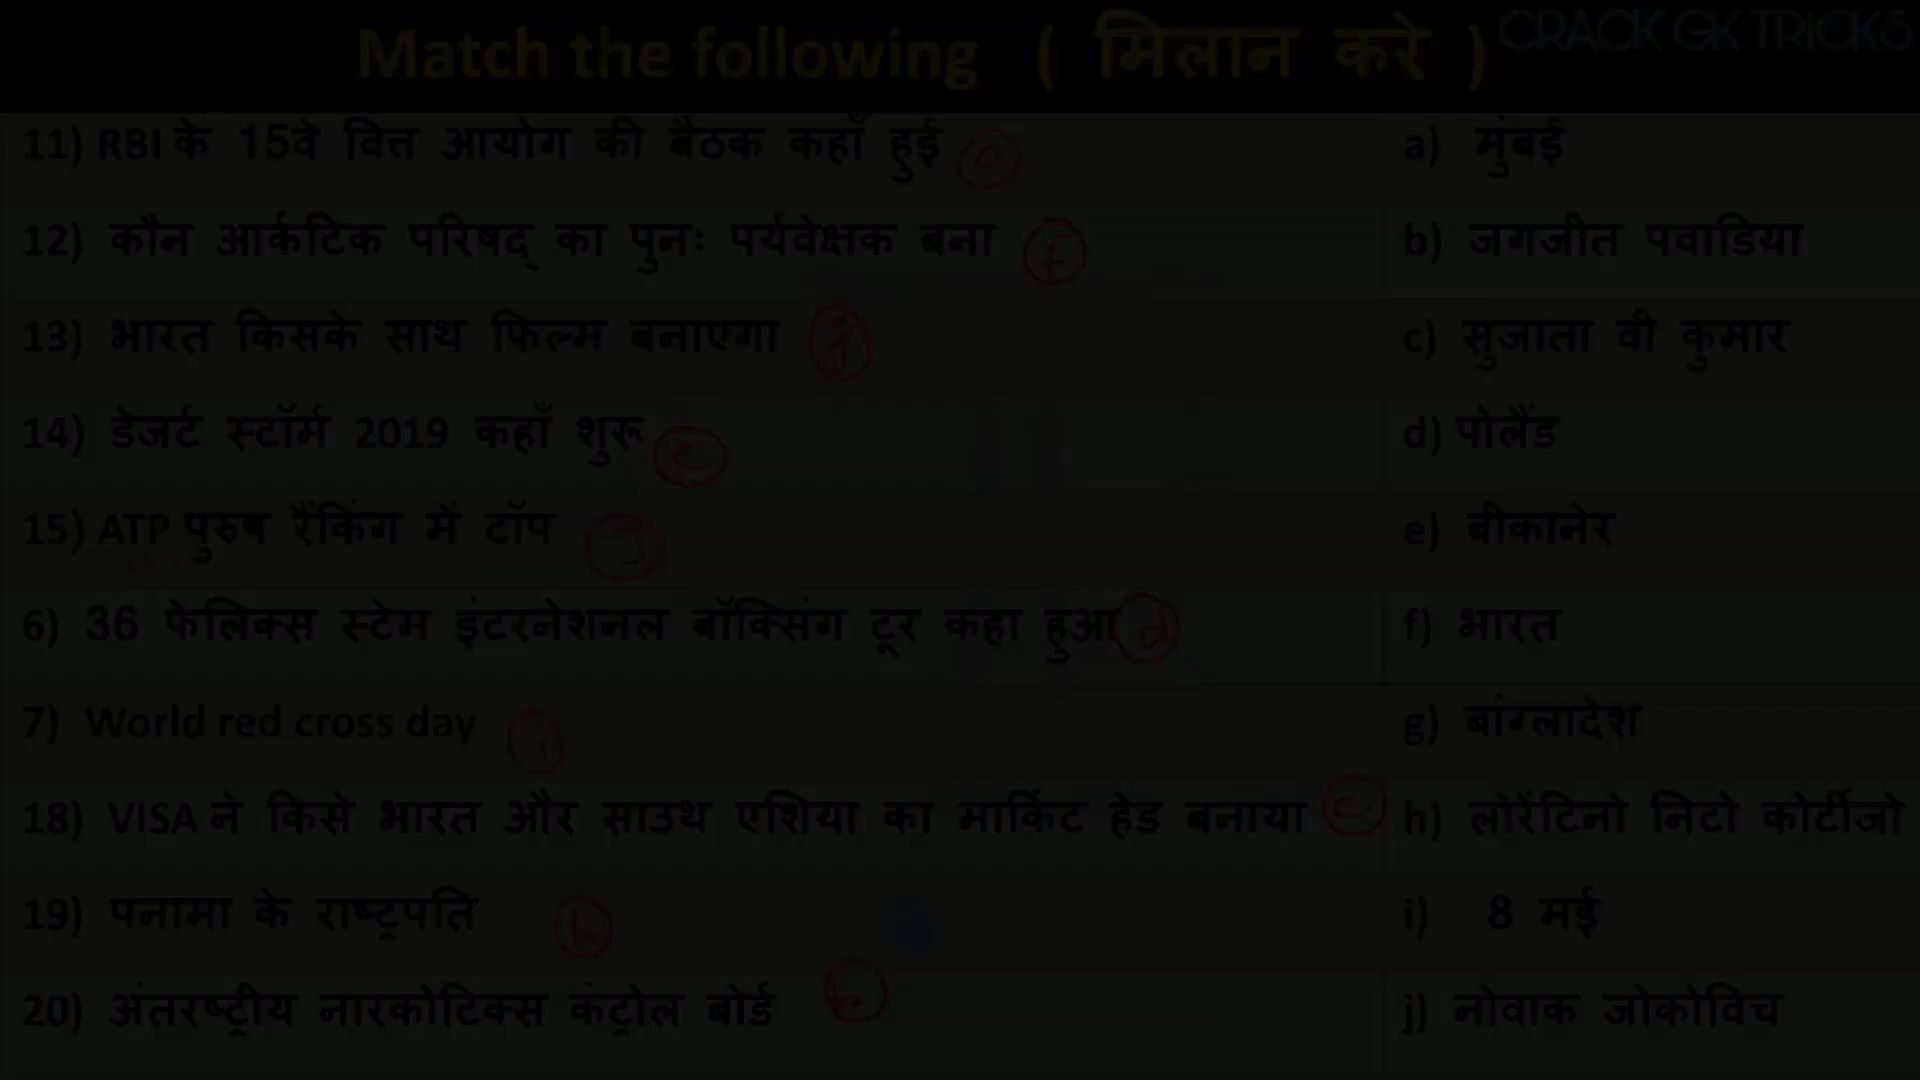 Match the following ( मिलान करे ) CRACK GK TRICKS
11) RBI के 15वे वित्त आयोग की बैठक कहाँ हुई a
a) मुंबई
12) कौन आर्कटिक परिषद् का पुनः पर्यवेक्षक बना f
b) जगजीत पवाडिया
13) भारत किसके साथ फिल्म बनाएगा g
c) सुजाता वी कुमार
14) डेजर्ट स्टॉर्म 2019 कहाँ शुरू e
d) पोलैंड
15) ATP पुरुष रैंकिंग में टॉप J
e) बीकानेर
6) 36 फेलिक्स स्टेम इंटरनेशनल बॉक्सिंग टूर कहा हुआ d
f) भारत
7) World red cross day i
g) बांग्लादेश
18) VISA ने किसे भारत और साउथ एशिया का मार्किट हेड बनाया c
h) लोरेंटिनो निटो कोर्टीजो
19) पनामा के राष्ट्रपति h
i) 8 मई
20) अंतरष्ट्रीय नारकोटिक्स कंट्रोल बोर्ड b
j) नोवाक जोकोविच